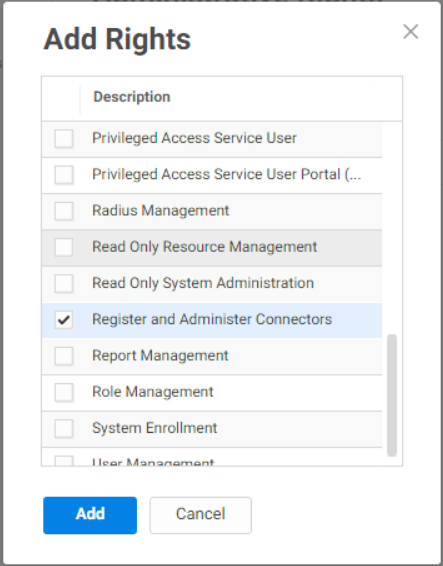 Add Rights
Description
Privileged Access Service User
Privileged Access Service User Portal (...
Radius Management
Read Only Resource Management
Read Only System Administration
Register and Administer Connectors
Report Management
Role Management
System Enrollment
User Management
Add
Cancel